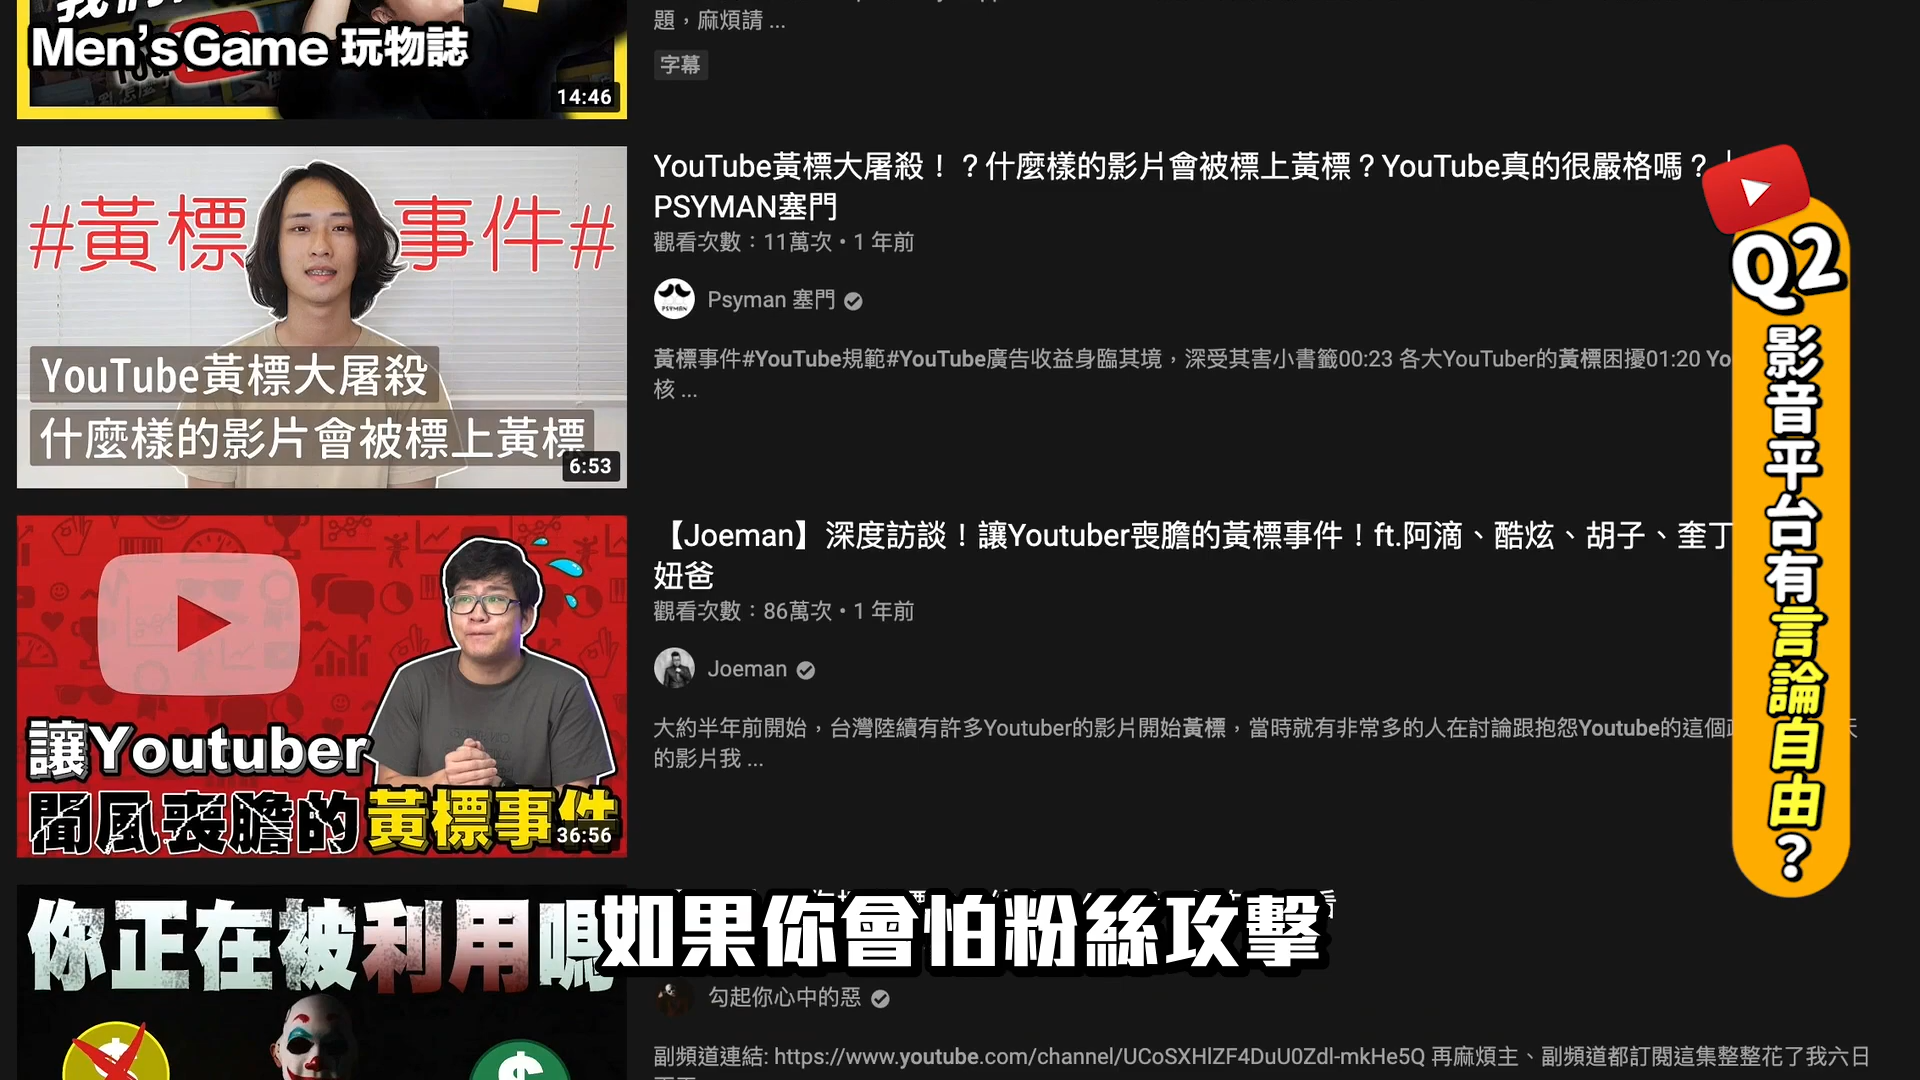 Men'sGame 玩物誌
14:46
題，麻煩請 ...
字幕
#黃標事件#
YouTube黃標大屠殺
什麼樣的影片會被標上黃標
6:53
YouTube黃標大屠殺！？什麼樣的影片會被標上黃標？YouTube真的很嚴格嗎？｜
PSYMAN塞門
觀看次數：11萬次・1 年前
PSYMAN
Psyman 塞門
黃標事件#YouTube規範#YouTube廣告收益身臨其境，深受其害小書籤00:23 各大YouTuber的黃標困擾01:20 Yo
核 ...
讓Youtuber
聞風喪膽的黃標事件
36:56
【Joeman】深度訪談！讓Youtuber喪膽的黃標事件！ft.阿滴、酷炫、胡子、奎丁
妞爸
觀看次數：86萬次・1 年前
Joeman
大約半年前開始，台灣陸續有許多Youtuber的影片開始黃標，當時就有非常多的人在討論跟抱怨Youtube的這個
的影片我 ...
Q2
影音平台有言論自由？
你正在被利用嗎
如果你會怕粉絲攻擊
勾起你心中的惡
副頻道連結: https://www.youtube.com/channel/UCoSXHlZF4DuU0Zdl-mkHe5Q 再麻煩主、副頻道都訂閱這集整整花了我六日